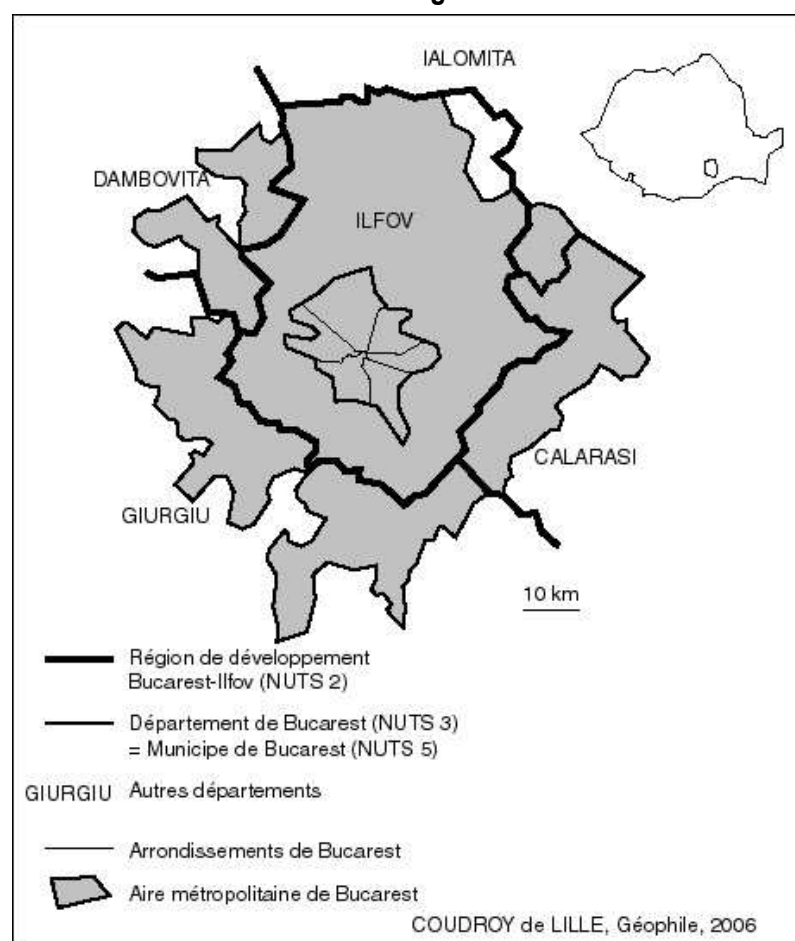 IALOMITA
DAMBOVITA
ILFOV
CALARASI
GIURGIU
10 km
Région de développement
Bucarest-Ilfov (NUTS 2)
Département de Bucarest (NUTS 3)
= Municipe de Bucarest (NUTS 5)
GIURGIU Autres départements
Arrondissements de Bucarest
Aire métropolitaine de Bucarest
COUDROY de LILLE, Géophile, 2006